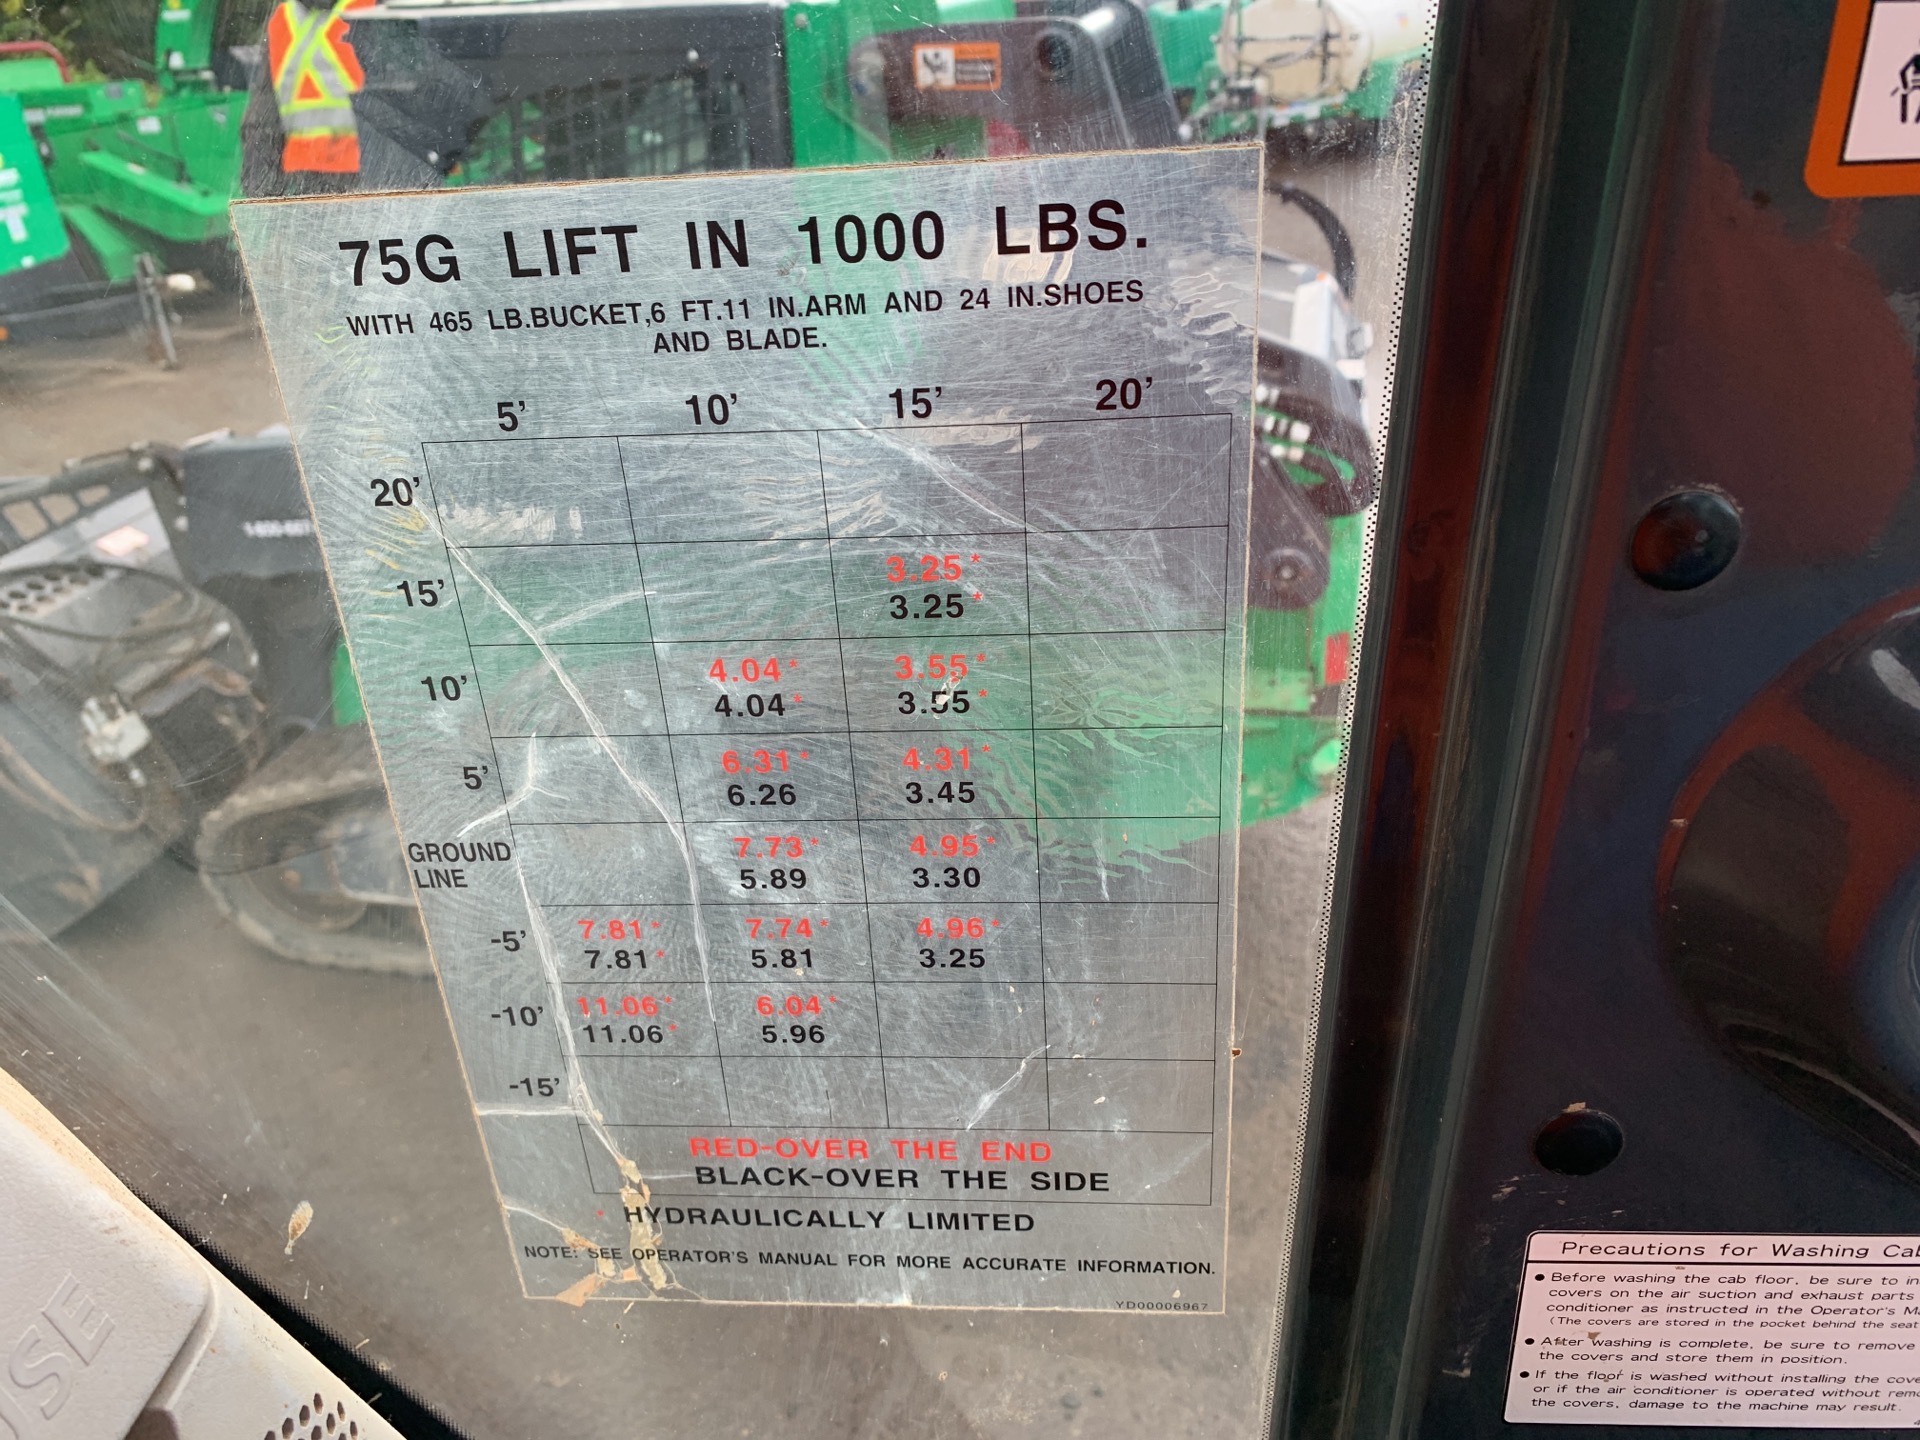 75G LIFT IN 1000 LBS.
WITH 465 LB.BUCKET,6 FT.11 IN.ARM AND 24 IN.SHOES
AND BLADE.
5' 10' 15' 20'
20'
15' 3.25*
3.25*
10' 4.04* 3.55*
4.04* 3.55*
5' 6.31* 4.31*
6.26 3.45
GROUND 7.73* 4.95*
LINE 5.89 3.30
-5' 7.81* 7.74* 4.96*
7.81* 5.81 3.25
-10' 11.06* 6.04*
11.06* 5.96
-15'
RED-OVER THE END
BLACK-OVER THE SIDE
* HYDRAULICALLY LIMITED
NOTE: SEE OPERATOR'S MANUAL FOR MORE ACCURATE INFORMATION.
YD00006967
Precautions for Washing Cab
● Before washing the cab floor, be sure to in
covers on the air suction and exhaust parts
conditioner as instructed in the Operator's M
(The covers are stored in the pocket behind the seat
● After washing is complete, be sure to remove
the covers and store them in position.
● If the floor is washed without installing the cove
or if the air conditioner is operated without remo
the covers, damage to the machine may result.
USE